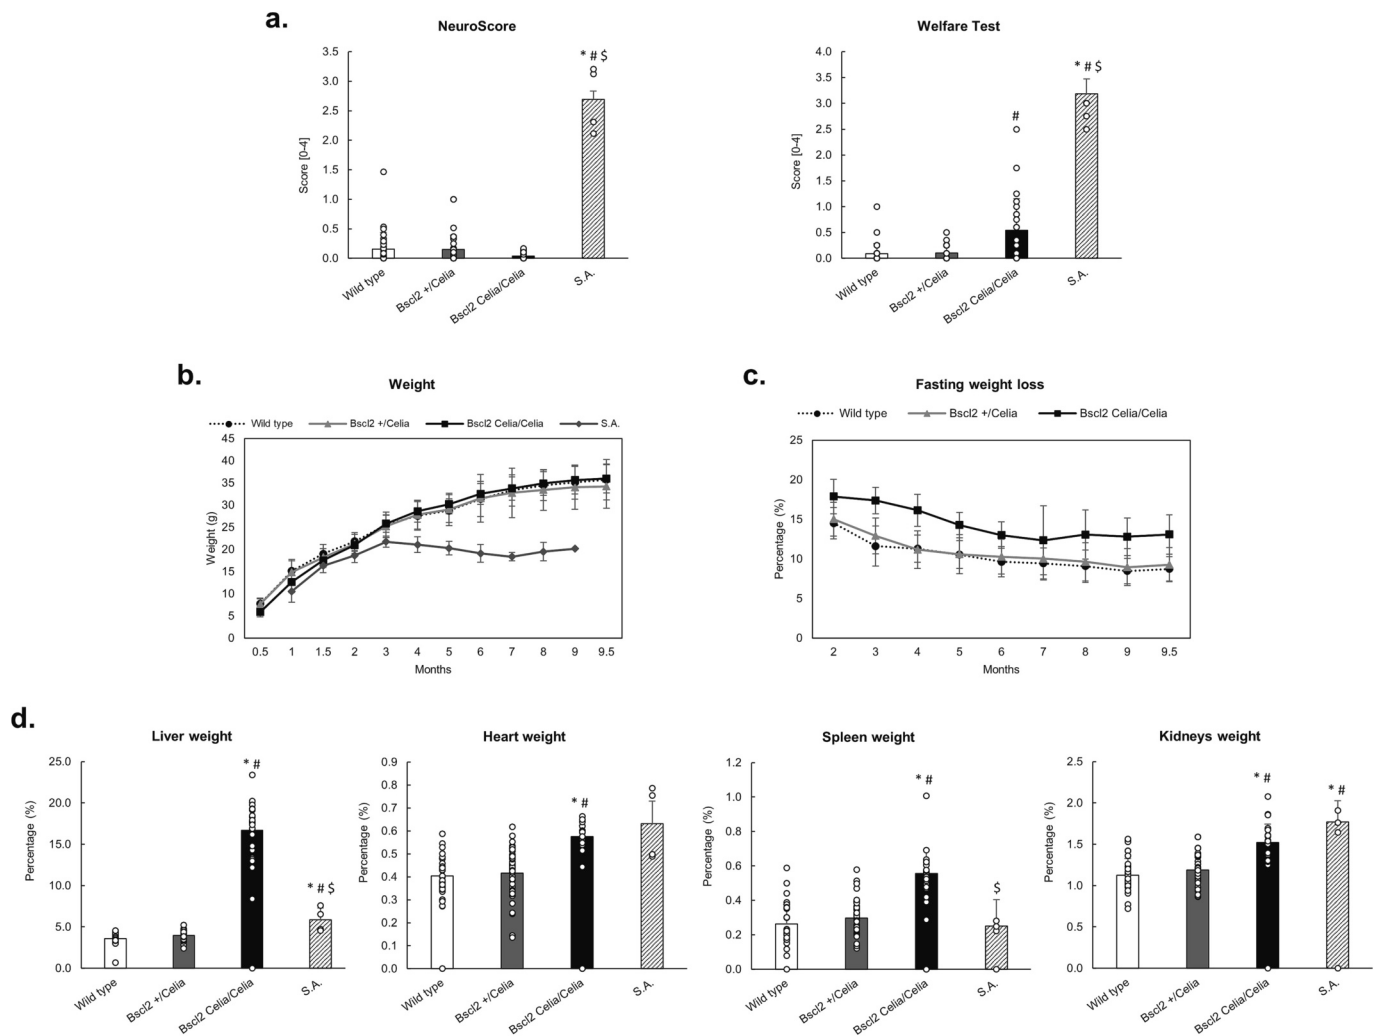 a.
NeuroScore
Score [0-4]
3.5
3.0
2.5
2.0
1.5
1.0
0.5
0.0
* # $
Wild type
Bscl2 +/Celia
Bscl2 Celia/Celia
S.A.
Welfare Test
Score [0-4]
4.0
3.5
3.0
2.5
2.0
1.5
1.0
0.5
0.0
#
* # $
Wild type
Bscl2 +/Celia
Bscl2 Celia/Celia
S.A.
b.
Weight
Wild type Bscl2 +/Celia Bscl2 Celia/Celia S.A.
Weight (g)
45
40
35
30
25
20
15
10
5
0
0.5 1 1.5 2 3 4 5 6 7 8 9 9.5
Months
c.
Fasting weight loss
Wild type Bscl2 +/Celia Bscl2 Celia/Celia
Percentage (%)
25
20
15
10
5
0
2 3 4 5 6 7 8 9 9.5
Months
d.
Liver weight
Percentage (%)
25.0
20.0
15.0
10.0
5.0
0.0
* #
* # $
Wild type
Bscl2 +/Celia
Bscl2 Celia/Celia
S.A.
Heart weight
Percentage (%)
0.9
0.8
0.7
0.6
0.5
0.4
0.3
0.2
0.1
0.0
* #
Wild type
Bscl2 +/Celia
Bscl2 Celia/Celia
S.A.
Spleen weight
Percentage (%)
1.2
1.0
0.8
0.6
0.4
0.2
0.0
* #
$
Wild type
Bscl2 +/Celia
Bscl2 Celia/Celia
S.A.
Kidneys weight
Percentage (%)
2.5
2.0
1.5
1.0
0.5
0.0
* #
* #
Wild type
Bscl2 +/Celia
Bscl2 Celia/Celia
S.A.